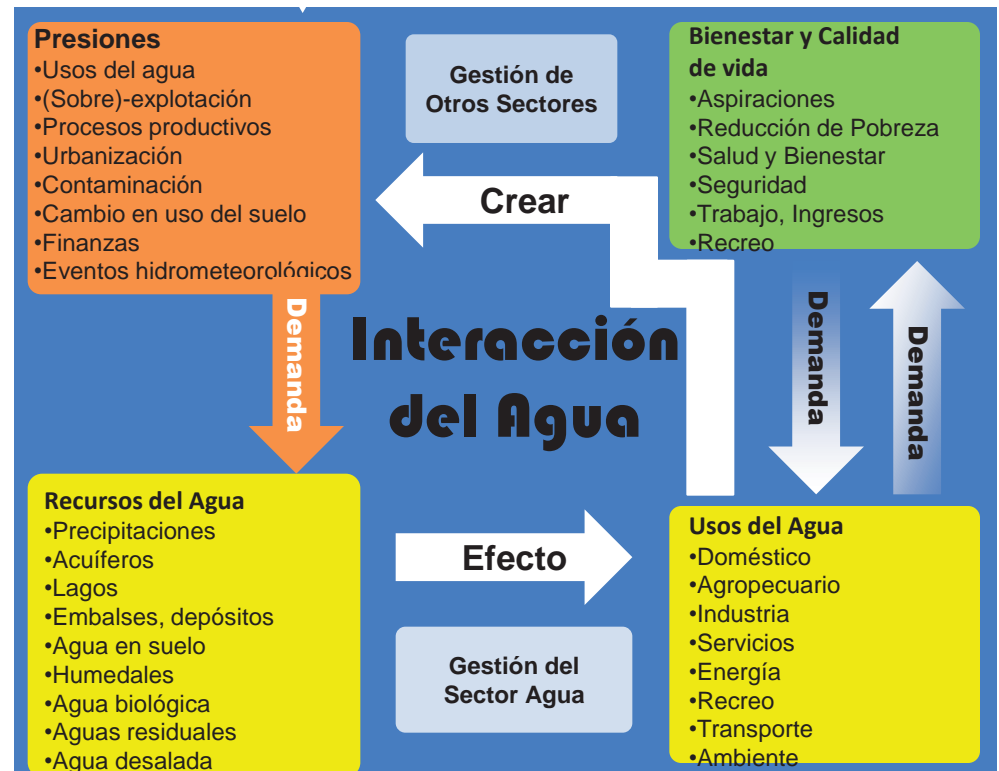 Presiones
•Usos del agua
•(Sobre)-explotación
•Procesos productivos
•Urbanización
•Contaminación
•Cambio en uso del suelo
•Finanzas
•Eventos hidrometeorológicos
Gestión de
Otros Sectores
Bienestar y Calidad
de vida
•Aspiraciones
•Reducción de Pobreza
•Salud y Bienestar
•Seguridad
•Trabajo, Ingresos
•Recreo
Crear
Demanda
Interacción
del Agua
Demanda
Demanda
Recursos del Agua
•Precipitaciones
•Acuíferos
•Lagos
•Embalses, depósitos
•Agua en suelo
•Humedales
•Agua biológica
•Aguas residuales
•Agua desalada
Efecto
Gestión del
Sector Agua
Usos del Agua
•Doméstico
•Agropecuario
•Industria
•Servicios
•Energía
•Recreo
•Transporte
•Ambiente